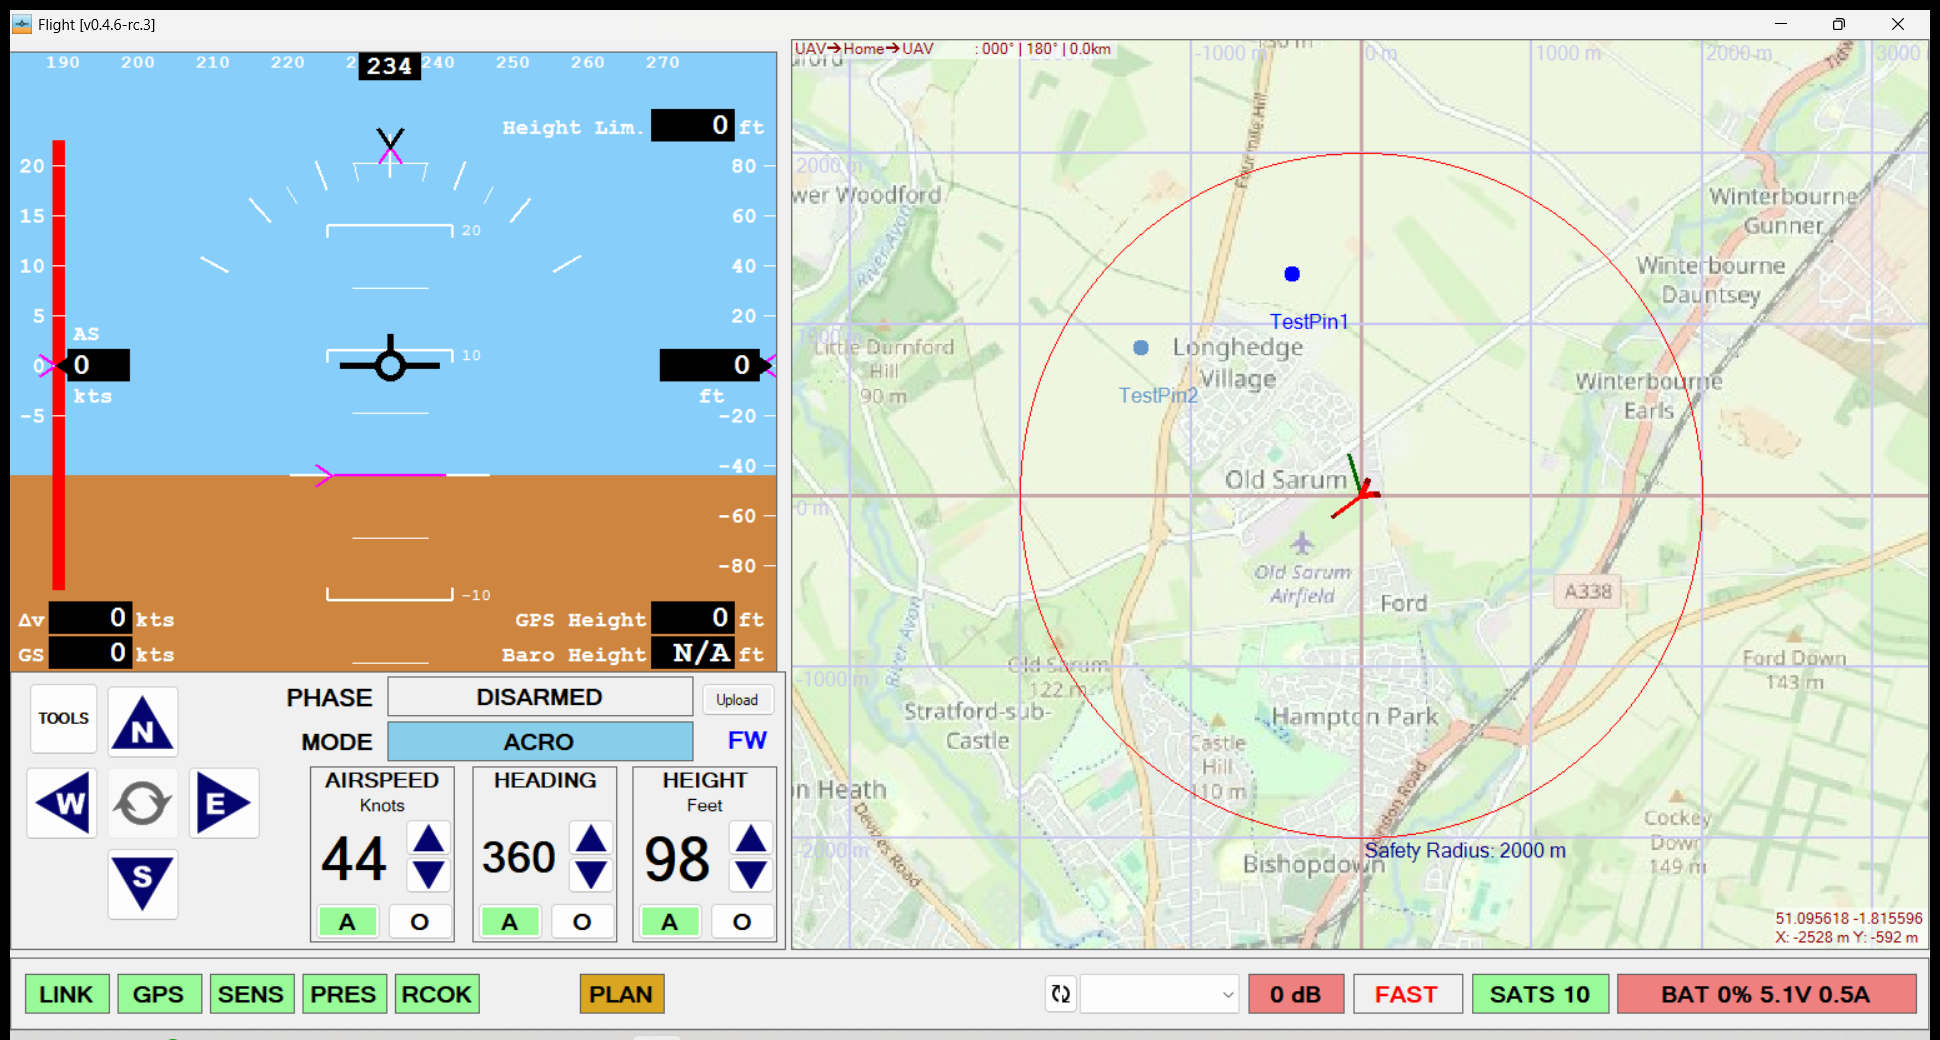 Flight [v0.4.6-rc.3]
190 200 210 220 2 234 240 250 260 270
Height Lim. 0 ft
20 80
15 60
10 40
5 20
AS
0 0 0
kts ft
-5 -20
-40
-60
-80
20
10
-10
Δv 0 kts GPS Height 0 ft
GS 0 kts Baro Height N/A ft
TOOLS
N
W
E
S
PHASE DISARMED Upload
MODE ACRO FW
AIRSPEED HEADING HEIGHT
Knots Feet
44 360 98
A O A O A O
UAV→Home→UAV : 000° | 180° | 0.0km
-1000 m 0 m 1000 m 2000 m 3000
2000 m
Four mile Hill
wer Woodford
River Avon
Winterbourne
Gunner
Winterbourne
Dauntsey
TestPin1
1000 m
Little Durnford
Hill
90 m
Longhedge
Village
TestPin2
Winterbourne
Earls
Old Sarum
0 m
Old Sarum
Airfield
Ford
A338
River Avon
Old Sarum
122 m
-1000 m
Ford Down
143 m
Stratford-sub-
Castle
Hampton Park
Castle
Hill
110 m
on Heath
Devizes Road
ndon Road
Cockey
Down
149 m
-2000 m
Bishopdown
Safety Radius: 2000 m
51.095618 -1.815596
X: -2528 m Y: -592 m
LINK GPS SENS PRES RCOK PLAN 0 dB FAST SATS 10 BAT 0% 5.1V 0.5A